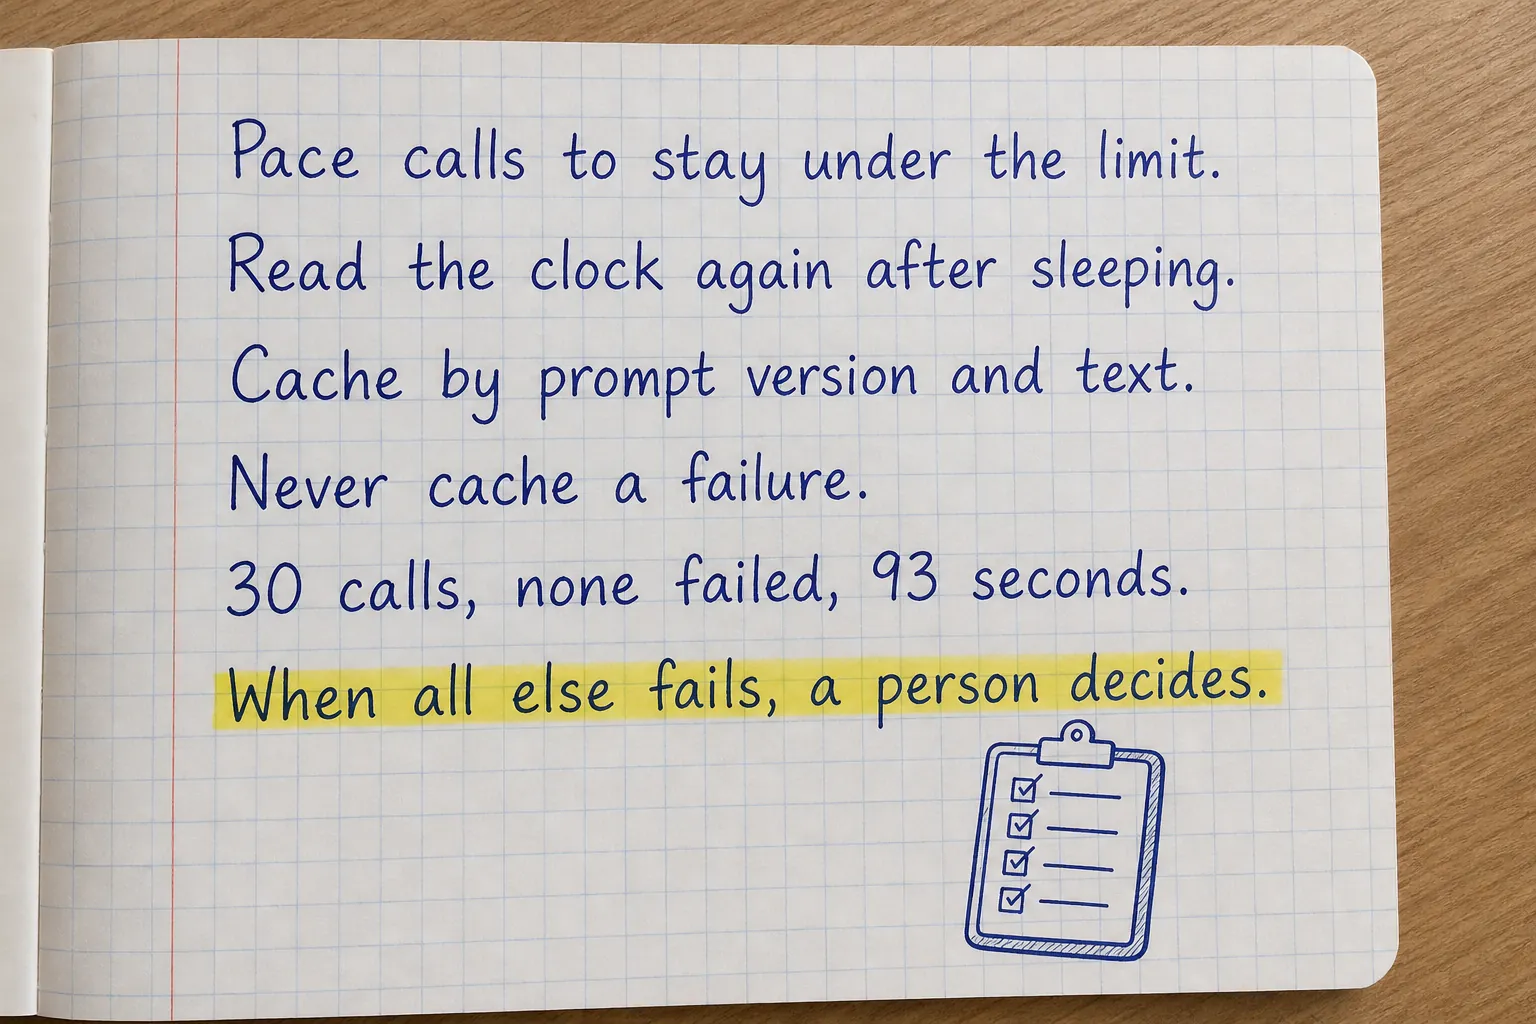 Pace calls to stay under the limit.
Read the clock again after sleeping.
Cache by prompt version and text.
Never cache a failure.
30 calls, none failed, 93 seconds.
When all else fails, a person decides.